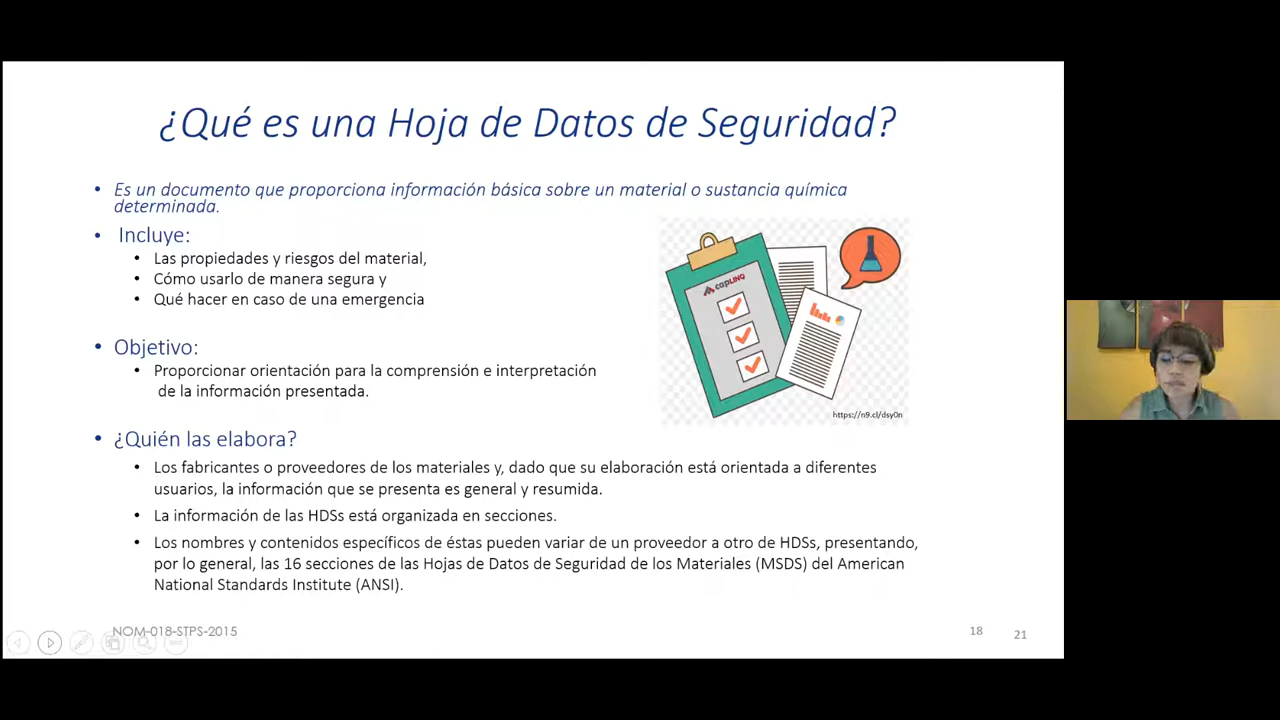 ¿Qué es una Hoja de Datos de Seguridad?
• Es un documento que proporciona información básica sobre un material o sustancia química
determinada.
• Incluye:
• Las propiedades y riesgos del material,
• Cómo usarlo de manera segura y
• Qué hacer en caso de una emergencia
CAPLINQ
https://n9.cl/dsy0n
• Objetivo:
• Proporcionar orientación para la comprensión e interpretación
de la información presentada.
• ¿Quién las elabora?
• Los fabricantes o proveedores de los materiales y, dado que su elaboración está orientada a diferentes
usuarios, la información que se presenta es general y resumida.
• La información de las HDSs está organizada en secciones.
• Los nombres y contenidos específicos de éstas pueden variar de un proveedor a otro de HDSs, presentando,
por lo general, las 16 secciones de las Hojas de Datos de Seguridad de los Materiales (MSDS) del American
National Standards Institute (ANSI).
NOM-018-STPS-2015
18
21